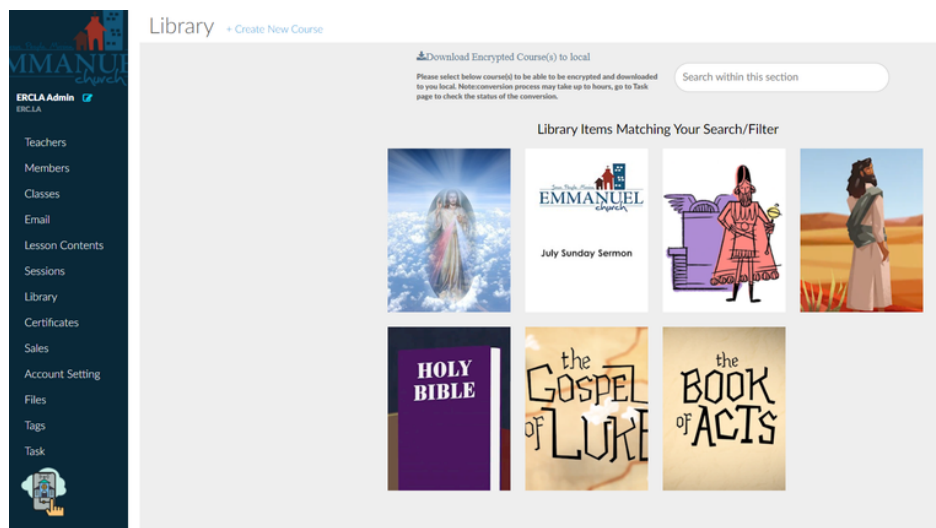 Library + Create New Course
EMMANUEL
church
ERCLA Admin
ERC.LA
Teachers
Members
Classes
Email
Lesson Contents
Sessions
Library
Certificates
Sales
Account Setting
Files
Tags
Task
Download Encrypted Course(s) to local
Please select below course(s) to be able to be encrypted and downloaded
to you local. Note:conversion process may take up to hours, go to Task
page to check the status of the conversion.
Search within this section
Library Items Matching Your Search/Filter
EMMANUEL
church
July Sunday Sermon
HOLY
BIBLE
the
GOSPEL
OF LUKE
the
BOOK
OF ACTS